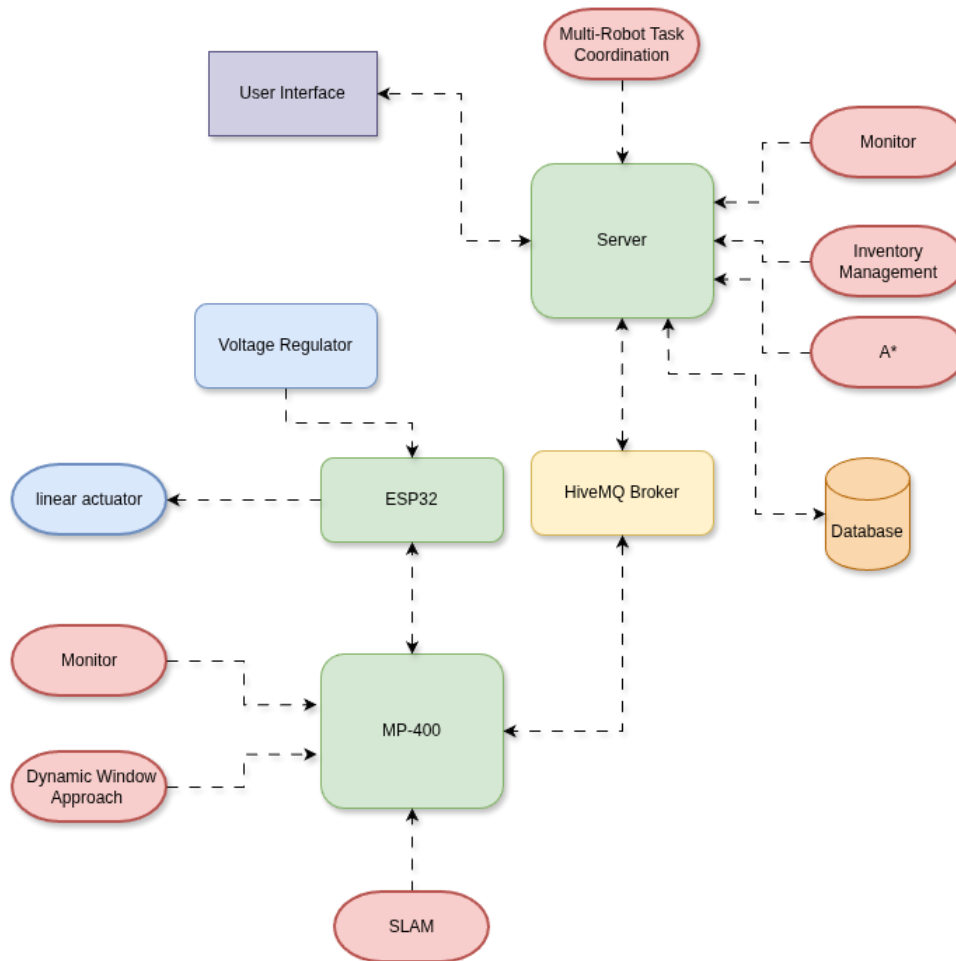 Multi-Robot Task
Coordination
User Interface
Monitor
Server
Inventory
Management
Voltage Regulator
A*
linear actuator
ESP32
HiveMQ Broker
Database
Monitor
MP-400
Dynamic Window
Approach
SLAM